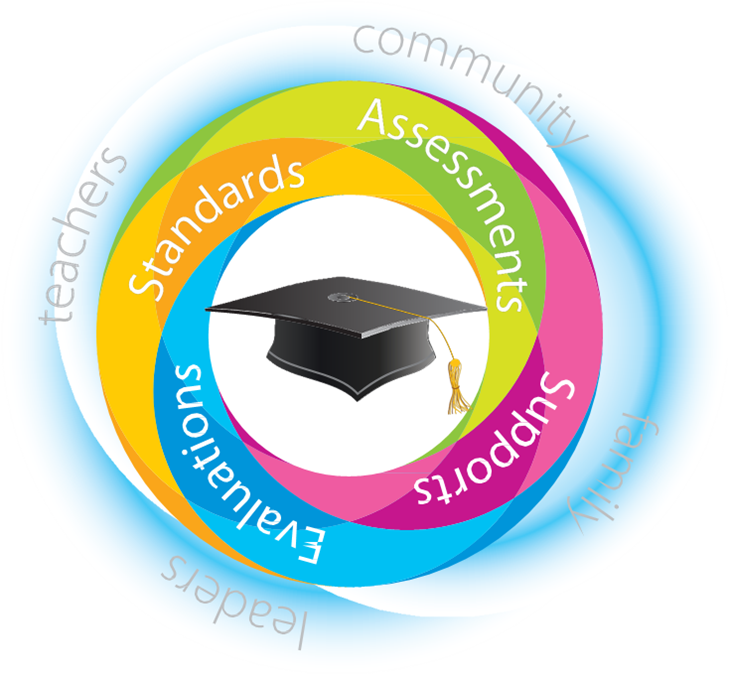 community
teachers
Assessments
Standards
Supports
Evaluations
family
leaders